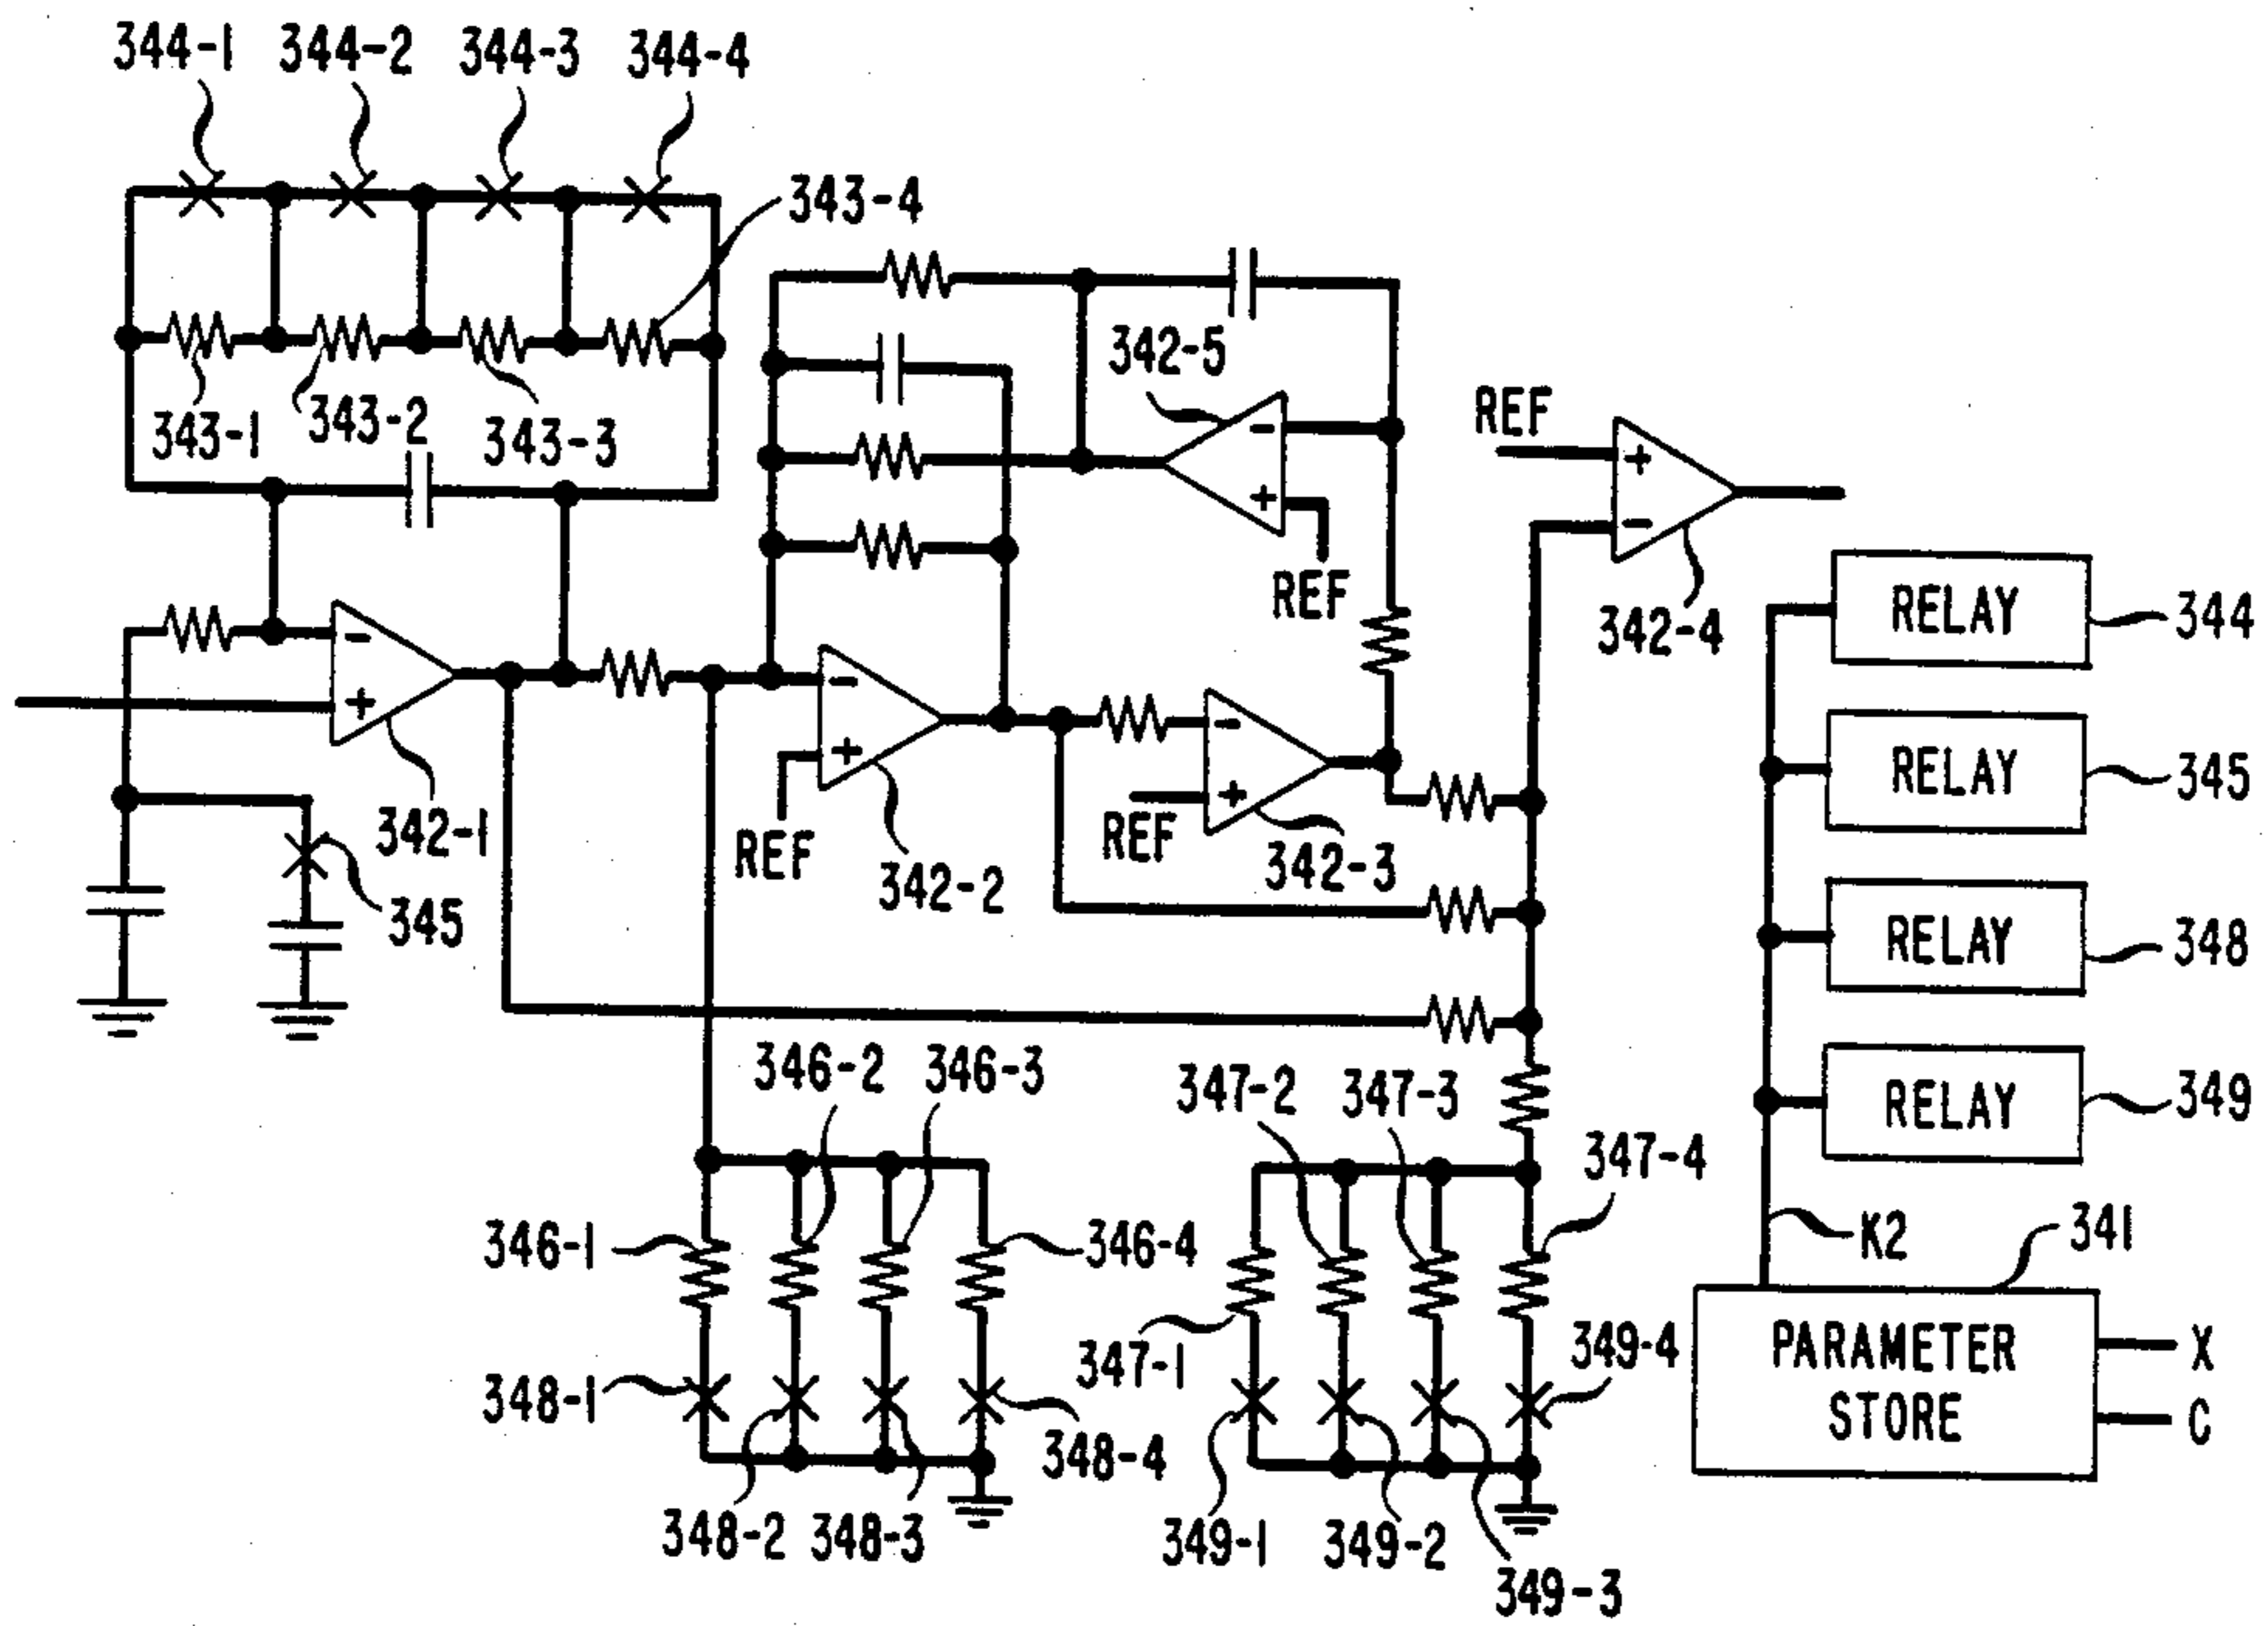 344-1 344-2 344-3 344-4
343-4
342-5
REF
343-1 343-2 343-3
-
+
+
-
REF
RELAY 344
342-4
-
+
-
+
-
+
RELAY 345
342-1
REF
REF
342-2
342-3
345
RELAY 348
346-2 346-3
347-2 347-3
RELAY 349
347-4
346-1
346-4
K2
341
347-1
349-4
PARAMETER
STORE
X
C
348-1
348-4
348-2 348-3
349-1 349-2
349-3